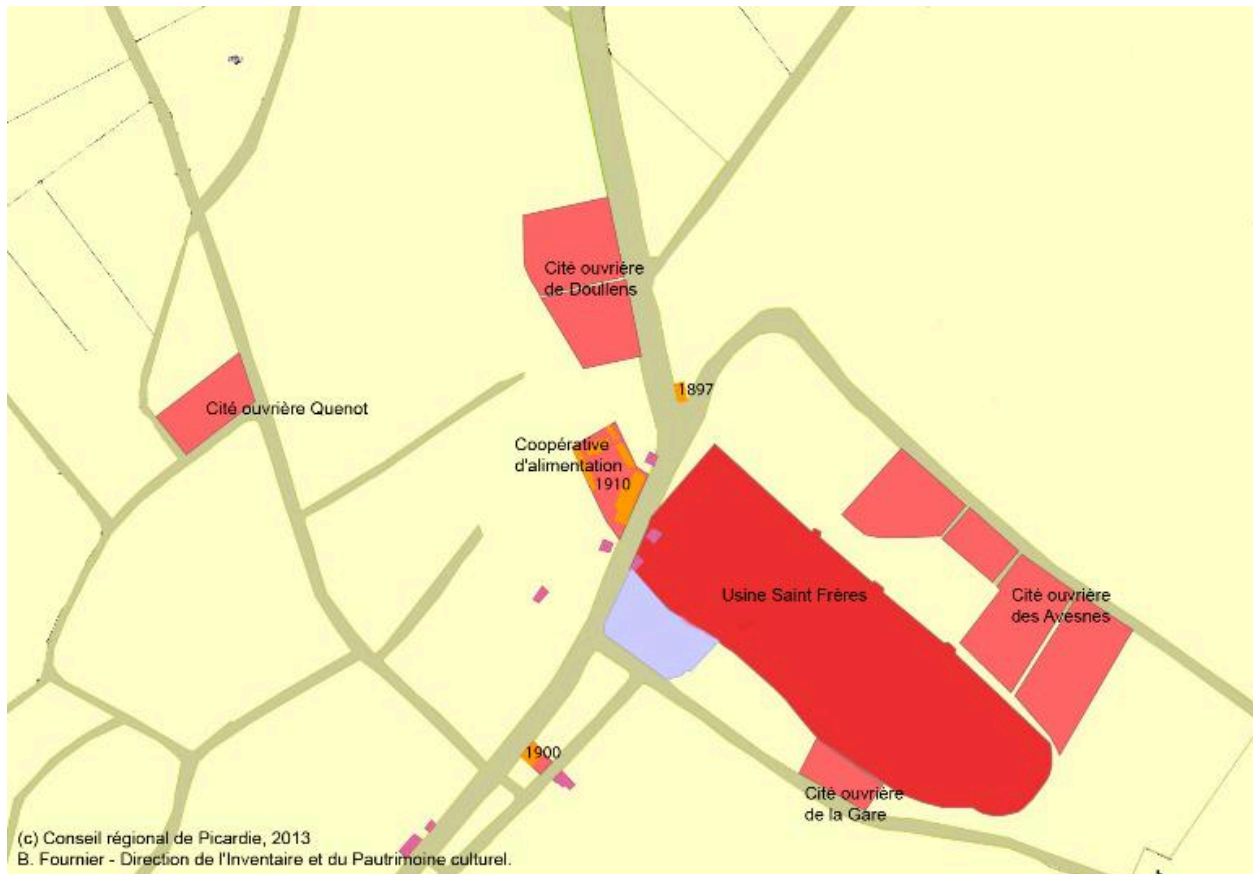 Cité ouvrière
de Doullens
1897
Cité ouvrière Quenot
Coopérative
d'alimentation
1910
Usine Saint Frères
Cité ouvrière
des Avesnes
1900
Cité ouvrière
de la Gare
(c) Conseil régional de Picardie, 2013
B. Fournier - Direction de l'Inventaire et du Pautrimoine culturel.